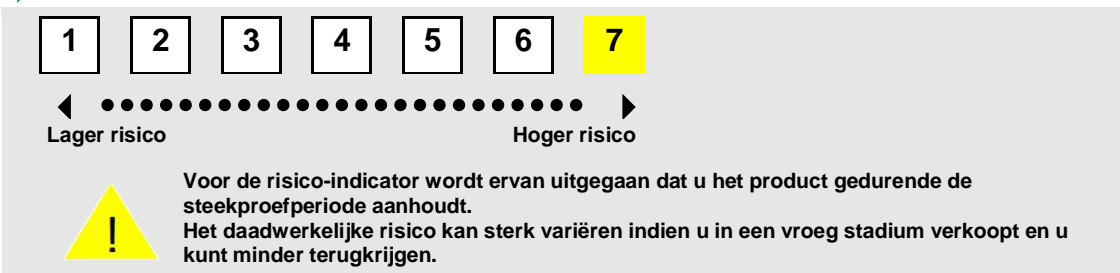 1 2 3 4 5 6 7
Lager risico Hoger risico
Voor de risico-indicator wordt ervan uitgegaan dat u het product gedurende de
steekproefperiode aanhoudt.
! Het daadwerkelijke risico kan sterk variëren indien u in een vroeg stadium verkoopt en u
kunt minder terugkrijgen.